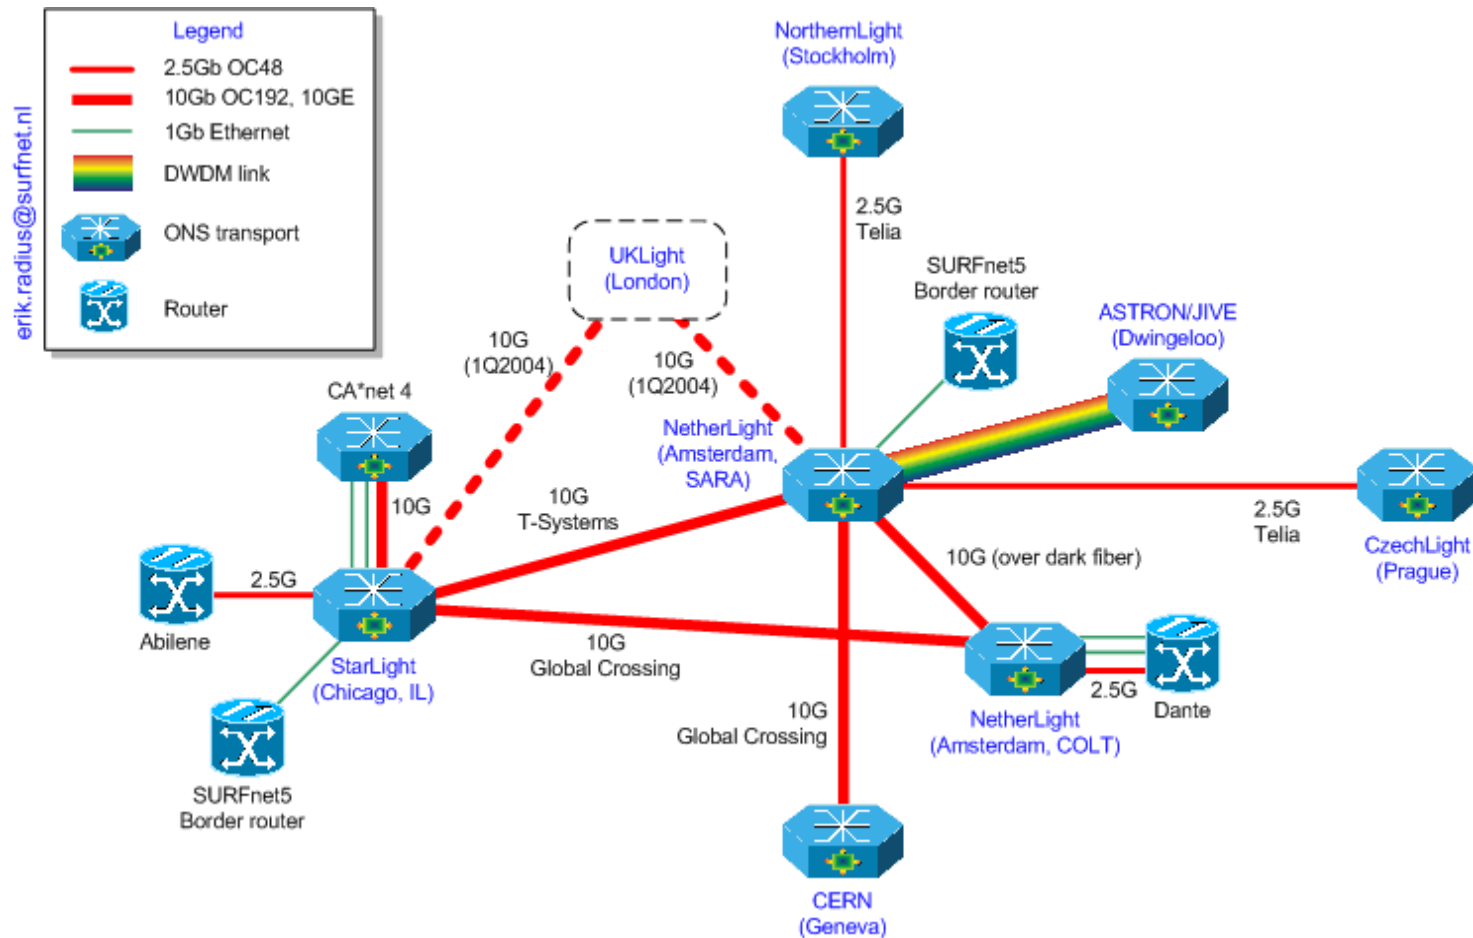 Legend
2.5Gb OC48
10Gb OC192, 10GE
1Gb Ethernet
DWDM link
ONS transport
Router
erik.radius@surfnet.nl
NorthernLight
(Stockholm)
2.5G
Telia
UKLight
(London)
SURFnet5
Border router
ASTRON/JIVE
(Dwingeloo)
10G
(1Q2004)
10G
(1Q2004)
CA*net 4
NetherLight
(Amsterdam,
SARA)
10G
10G
T-Systems
2.5G
Telia
CzechLight
(Prague)
10G (over dark fiber)
2.5G
Abilene
StarLight
(Chicago, IL)
10G
Global Crossing
2.5G
Dante
10G
Global Crossing
NetherLight
(Amsterdam, COLT)
SURFnet5
Border router
CERN
(Geneva)